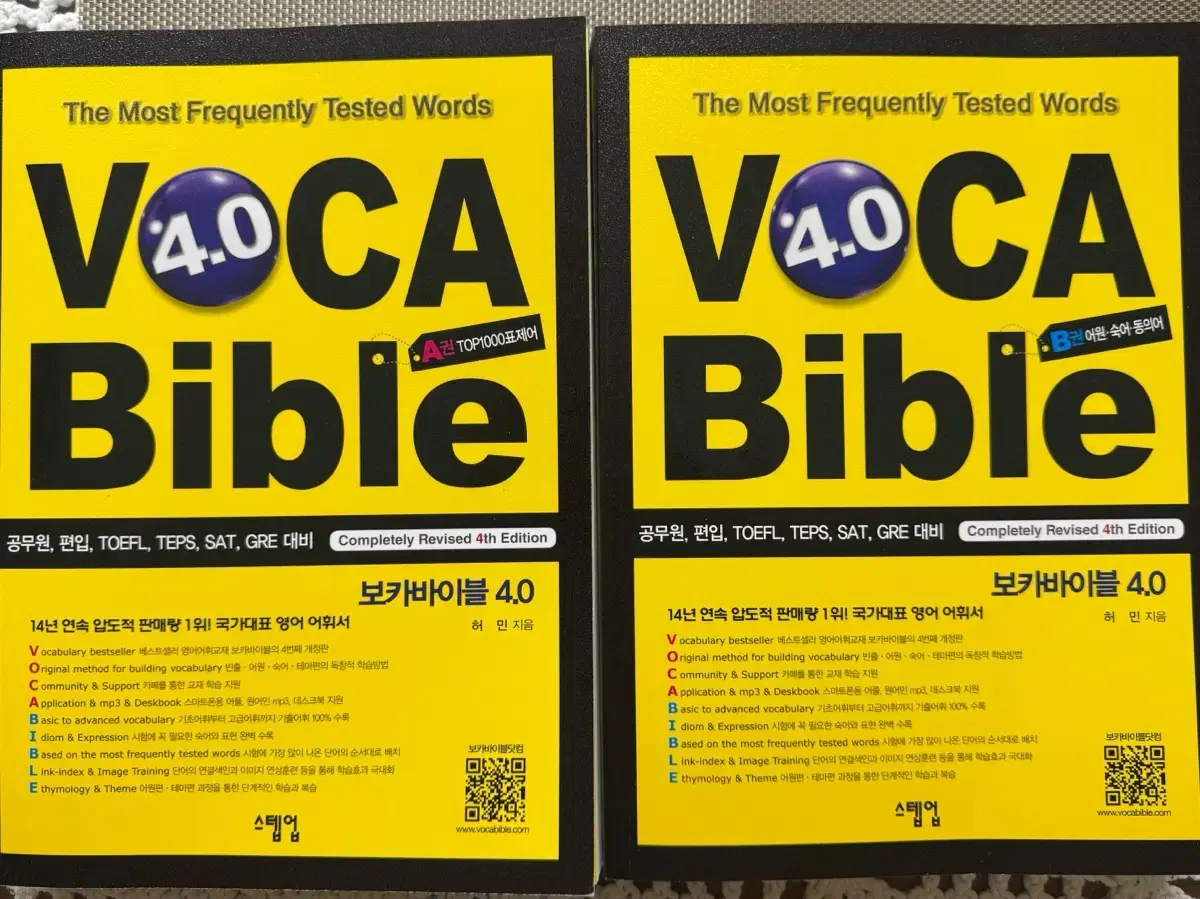 The Most Frequently Tested Words
VOCA
4.0
Bible
A권 TOP1000표제어
공무원, 편입, TOEFL, TEPS, SAT, GRE 대비
Completely Revised 4th Edition
보카바이블 4.0
14년 연속 압도적 판매량 1위! 국가대표 영어 어휘서
허 민 지음
Vocabulary bestseller 베스트셀러 영어어휘교재 보카바이블의 4번째 개정판
Original method for building vocabulary 빈출·어원·숙어·테마편의 독창적 학습방법
Community & Support 카페를 통한 교재 학습 지원
Application & mp3 & Deskbook 스마트폰용 어플, 원어민 mp3, 데스크북 지원
Basic to advanced vocabulary 기초어휘부터 고급어휘까지 기출어휘 100% 수록
Idiom & Expression 시험에 꼭 필요한 숙어와 표현 완벽 수록
Based on the most frequently tested words 시험에 가장 많이 나온 단어의 순서대로 배치
Link-index & Image Training 단어의 연결색인과 이미지 연상훈련 등을 통해 학습효과 극대화
Ethymology & Theme 어원편·테마편 과정을 통한 단계적인 학습과 복습
보카바이블닷컴
www.vocabible.com
스텝업
The Most Frequently Tested Words
VOCA
4.0
Bible
B권 어원·숙어·동의어
공무원, 편입, TOEFL, TEPS, SAT, GRE 대비
Completely Revised 4th Edition
보카바이블 4.0
14년 연속 압도적 판매량 1위! 국가대표 영어 어휘서
허 민 지음
Vocabulary bestseller 베스트셀러 영어어휘교재 보카바이블의 4번째 개정판
Original method for building vocabulary 빈출·어원·숙어·테마편의 독창적 학습방법
Community & Support 카페를 통한 교재 학습 지원
Application & mp3 & Deskbook 스마트폰용 어플, 원어민 mp3, 데스크북 지원
Basic to advanced vocabulary 기초어휘부터 고급어휘까지 기출어휘 100% 수록
Idiom & Expression 시험에 꼭 필요한 숙어와 표현 완벽 수록
Based on the most frequently tested words 시험에 가장 많이 나온 단어의 순서대로 배치
Link-index & Image Training 단어의 연결색인과 이미지 연상훈련 등을 통해 학습효과 극대화
Ethymology & Theme 어원편·테마편 과정을 통한 단계적인 학습과 복습
보카바이블닷컴
www.vocabible.com
스텝업